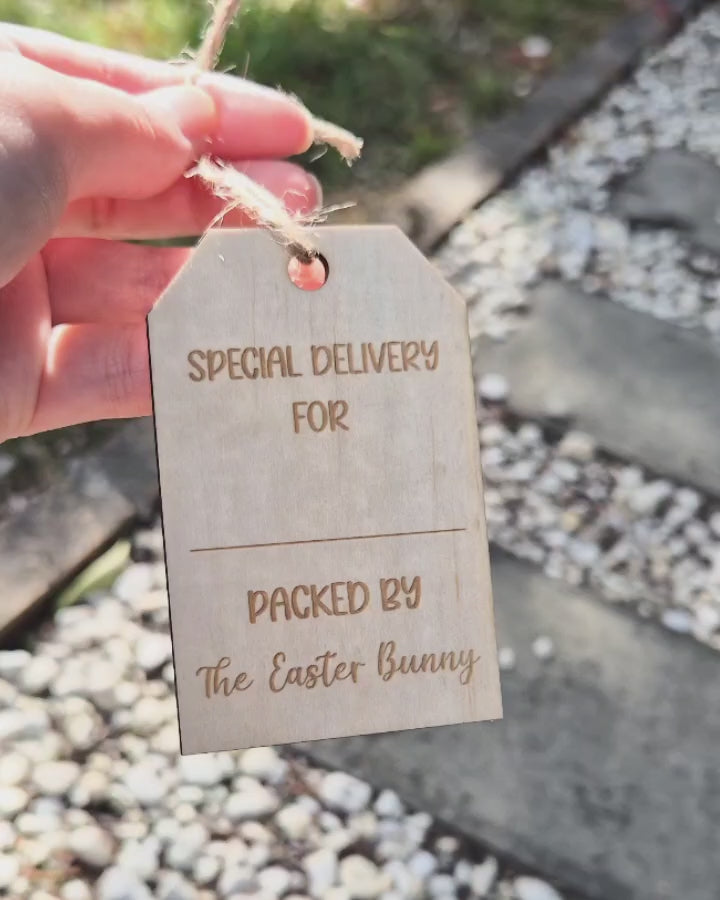 SPECIAL DELIVERY
FOR
PACKED BY
The Easter Bunny